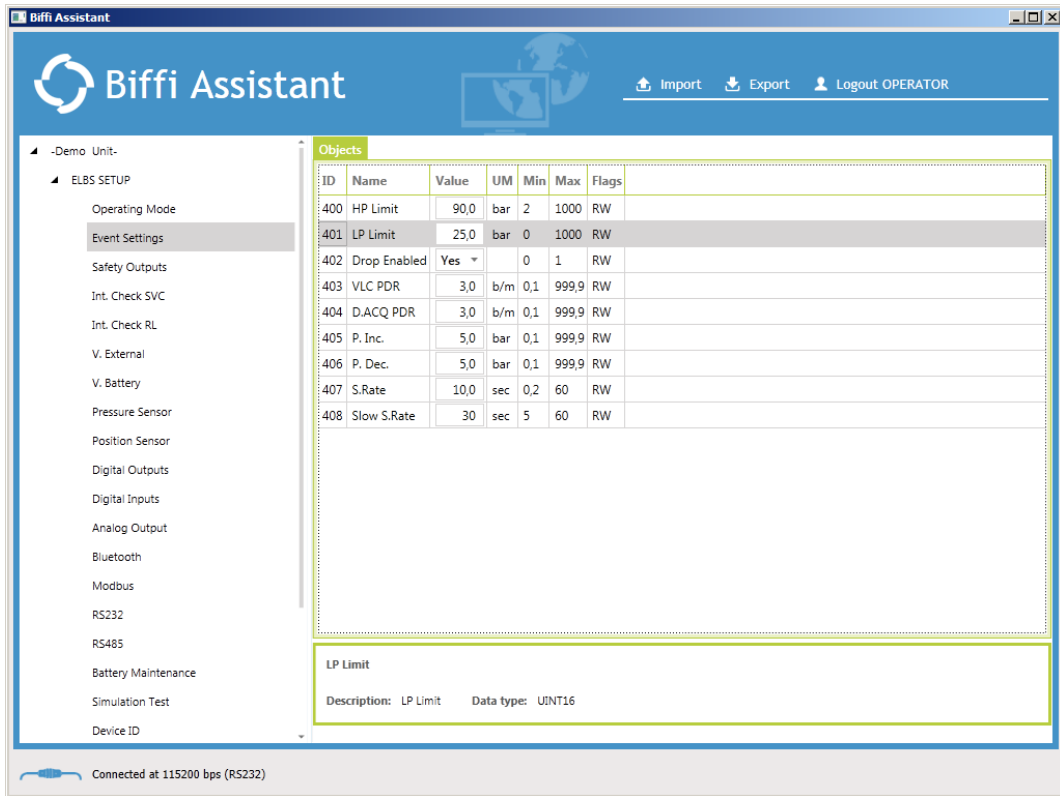 Biffi Assistant
Biffi Assistant
Import Export Logout OPERATOR
-Demo Unit-
ELBS SETUP
Operating Mode
Event Settings
Safety Outputs
Int. Check SVC
Int. Check RL
V. External
V. Battery
Pressure Sensor
Position Sensor
Digital Outputs
Digital Inputs
Analog Output
Bluetooth
Modbus
RS232
RS485
Battery Maintenance
Simulation Test
Device ID
Objects
ID Name Value UM Min Max Flags
400 HP Limit 90,0 bar 2 1000 RW
401 LP Limit 25,0 bar 0 1000 RW
402 Drop Enabled Yes 0 1 RW
403 VLC PDR 3,0 b/m 0,1 999,9 RW
404 D.ACQ PDR 3,0 b/m 0,1 999,9 RW
405 P. Inc. 5,0 bar 0,1 999,9 RW
406 P. Dec. 5,0 bar 0,1 999,9 RW
407 S.Rate 10,0 sec 0,2 60 RW
408 Slow S.Rate 30 sec 5 60 RW
LP Limit
Description: LP Limit Data type: UINT16
Connected at 115200 bps (RS232)